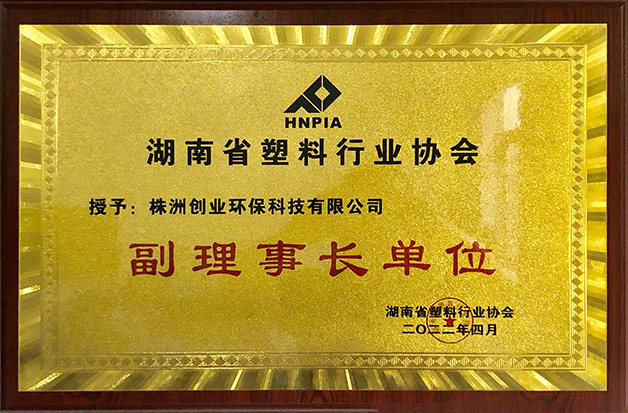 HNPIA
湖南省塑料行业协会
授予：株洲创业环保科技有限公司
副理事长单位
湖南省塑料行业协会
二〇二二年四月